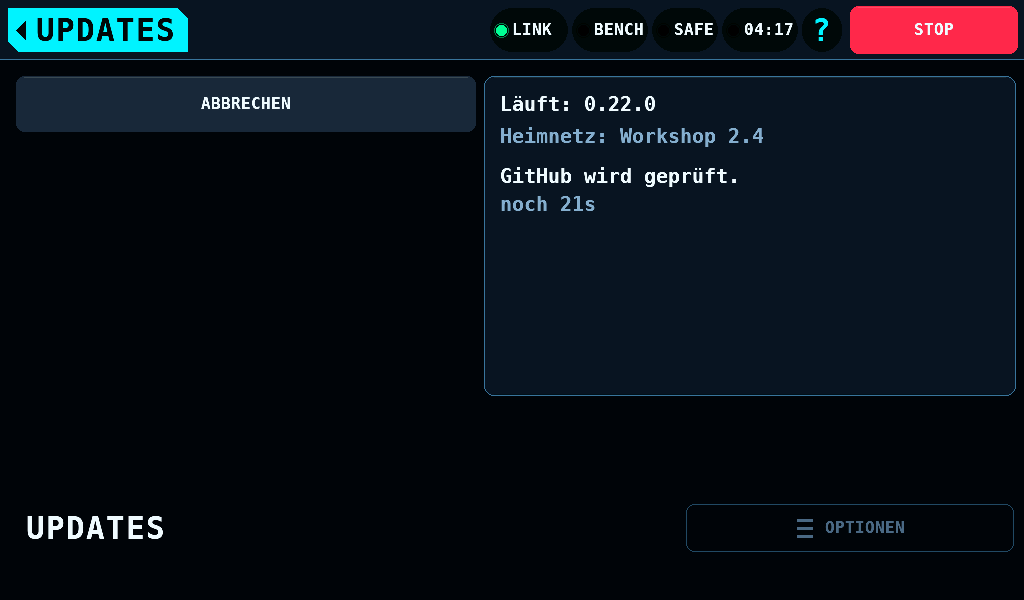 UPDATES
LINK
BENCH
SAFE
04:17
?
STOP
ABBRECHEN
Läuft: 0.22.0
Heimnetz: Workshop 2.4
GitHub wird geprüft.
noch 21s
UPDATES
OPTIONEN